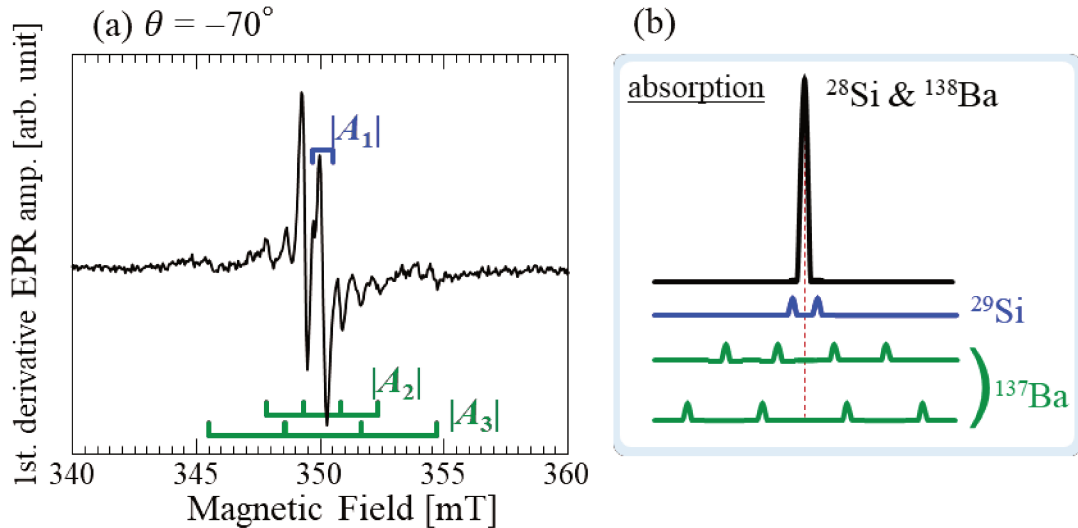 (a) θ = –70°
1st. derivative EPR amp. [arb. unit]
|A₁|
|A₂|
|A₃|
340 345 350 355 360
Magnetic Field [mT]
(b)
absorption
²⁸Si & ¹³⁸Ba
²⁹Si
)¹³⁷Ba